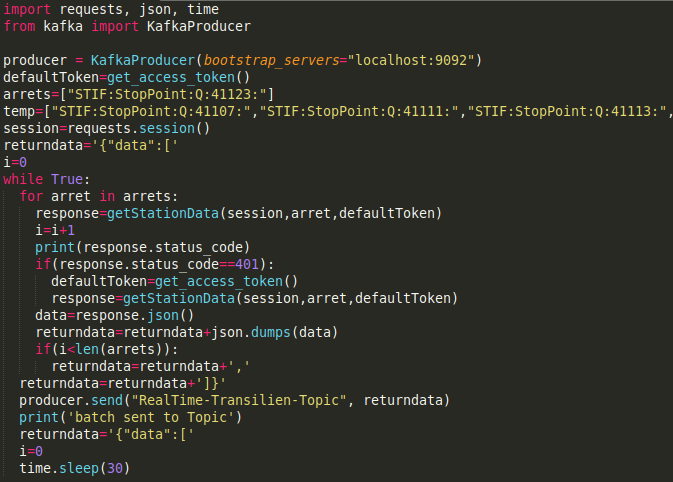 import requests, json, time
from kafka import KafkaProducer
producer = KafkaProducer(bootstrap_servers="localhost:9092")
defaultToken=get_access_token()
arrets=["STIF:StopPoint:Q:41123:"]
temp=["STIF:StopPoint:Q:41107:","STIF:StopPoint:Q:41111:","STIF:StopPoint:Q:41113:",
session=requests.session()
returndata='{"data":['
i=0
while True:
  for arret in arrets:
    response=getStationData(session,arret,defaultToken)
    i=i+1
    print(response.status_code)
    if(response.status_code==401):
      defaultToken=get_access_token()
      response=getStationData(session,arret,defaultToken)
    data=response.json()
    returndata=returndata+json.dumps(data)
    if(i<len(arrets)):
      returndata=returndata+','
  returndata=returndata+']}'
  producer.send("RealTime-Transilien-Topic", returndata)
  print('batch sent to Topic')
  returndata='{"data":['
  i=0
  time.sleep(30)